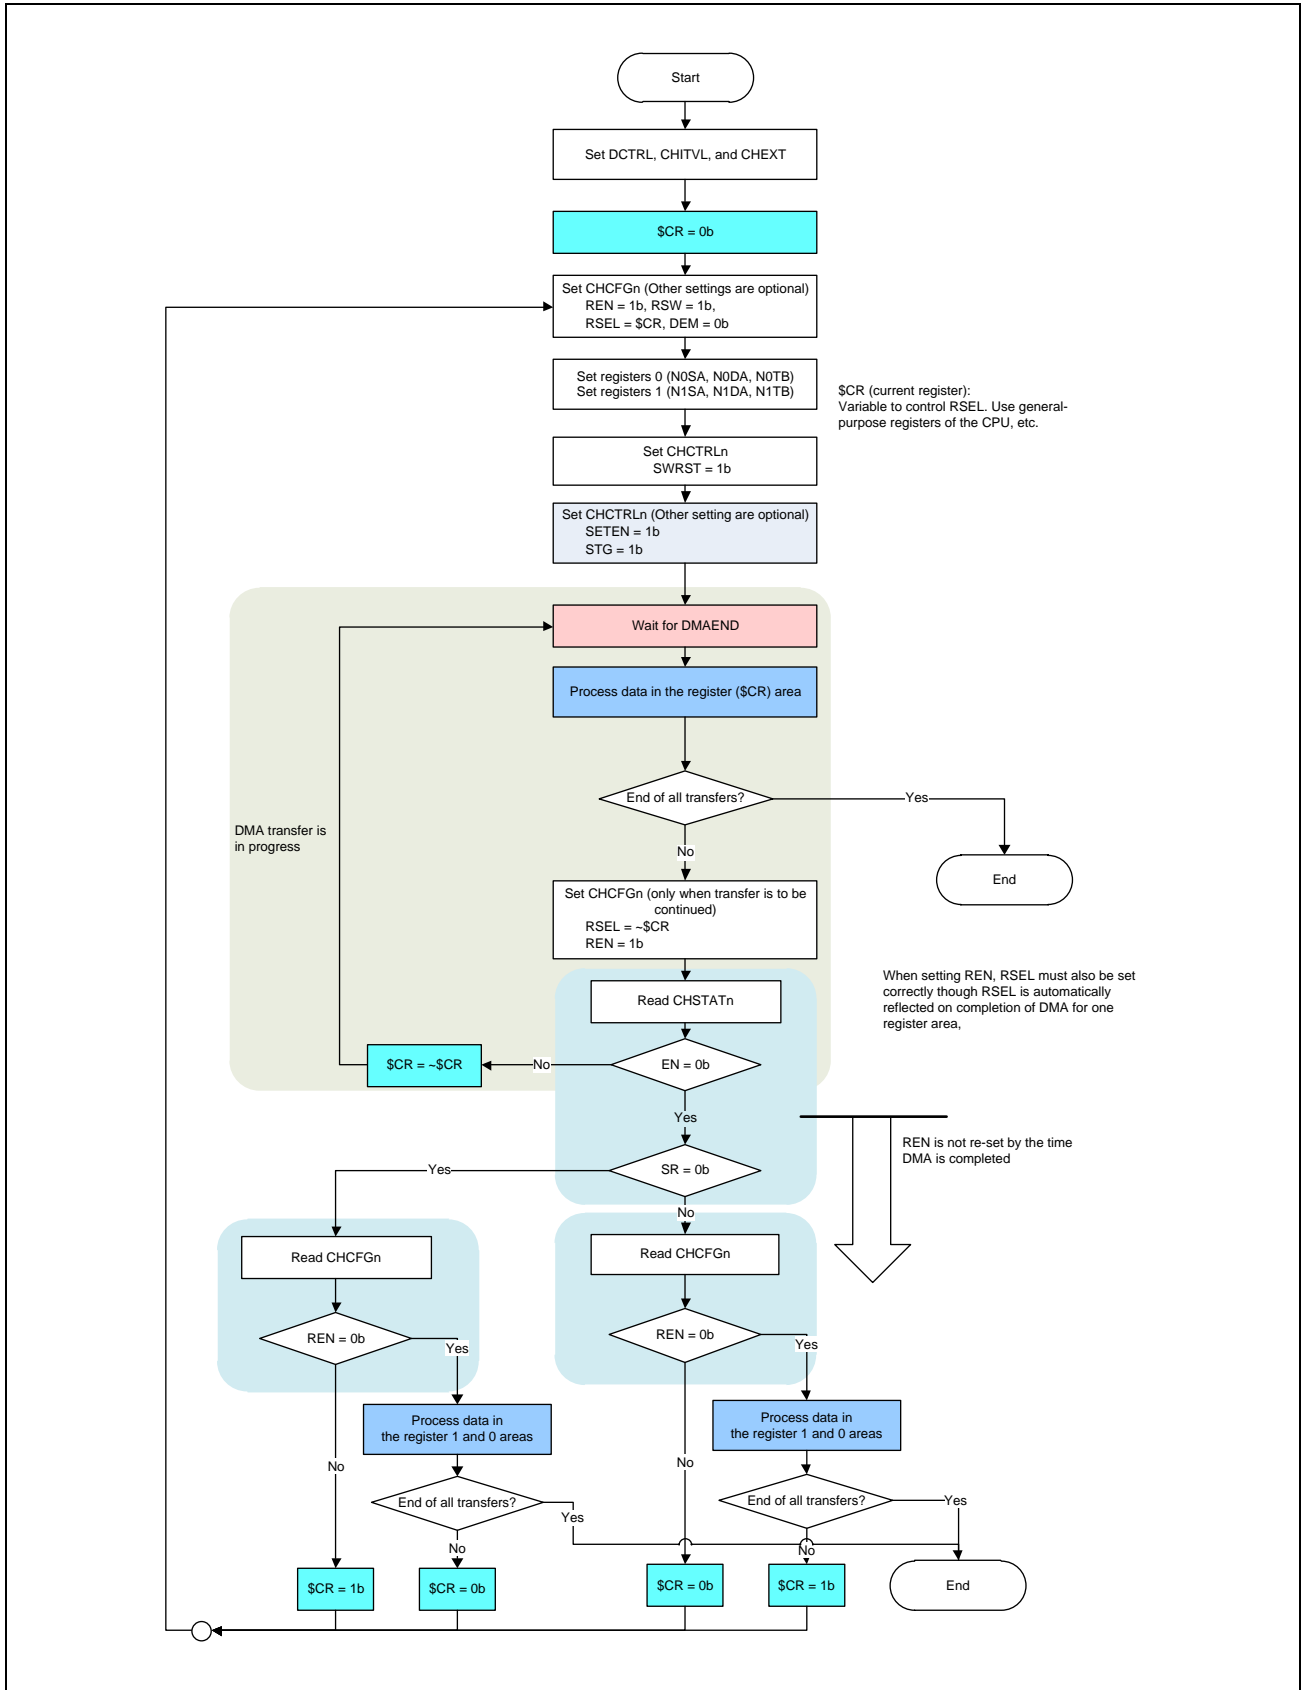 Start
Set DCTRL, CHITVL, and CHEXT
$CR = 0b
Set CHCFGn (Other settings are optional)
REN = 1b, RSW = 1b,
RSEL = $CR, DEM = 0b
Set registers 0 (N0SA, N0DA, N0TB)
Set registers 1 (N1SA, N1DA, N1TB)
$CR (current register):
Variable to control RSEL. Use general-
purpose registers of the CPU, etc.
Set CHCTRLn
SWRST = 1b
Set CHCTRLn (Other setting are optional)
SETEN = 1b
STG = 1b
Wait for DMAEND
Process data in the register ($CR) area
End of all transfers?
Yes
DMA transfer is
in progress
No
End
Set CHCFGn (only when transfer is to be
continued)
RSEL = ~$CR
REN = 1b
When setting REN, RSEL must also be set
correctly though RSEL is automatically
reflected on completion of DMA for one
register area,
Read CHSTATn
$CR = ~$CR
No
EN = 0b
Yes
REN is not re-set by the time
DMA is completed
Yes
SR = 0b
No
Read CHCFGn
Read CHCFGn
REN = 0b
Yes
REN = 0b
Yes
Process data in
the register 1 and 0 areas
Process data in
the register 1 and 0 areas
No
No
End of all transfers?
Yes
End of all transfers?
Yes
No
No
$CR = 1b
$CR = 0b
$CR = 0b
$CR = 1b
End